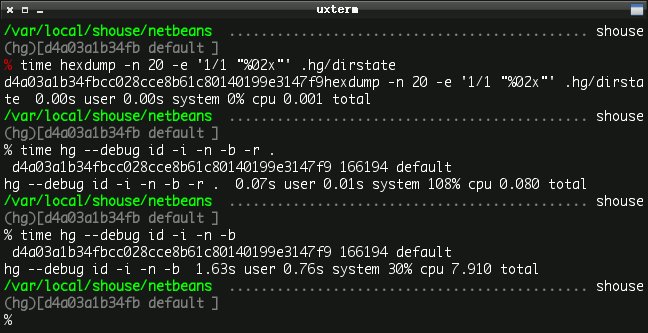 uxterm
/var/local/shouse/netbeans ............................................... shouse
(hg)[d4a03a1b34fb default ]
% time hexdump -n 20 -e '1/1 "%02x"' .hg/dirstate
d4a03a1b34fbcc028cce8b61c80140199e3147f9hexdump -n 20 -e '1/1 "%02x"' .hg/dirsta
te  0.00s user 0.00s system 0% cpu 0.001 total
/var/local/shouse/netbeans ............................................... shouse
(hg)[d4a03a1b34fb default ]
% time hg --debug id -i -n -b -r .
 d4a03a1b34fbcc028cce8b61c80140199e3147f9 166194 default
hg --debug id -i -n -b -r .  0.07s user 0.01s system 108% cpu 0.080 total
/var/local/shouse/netbeans ............................................... shouse
(hg)[d4a03a1b34fb default ]
% time hg --debug id -i -n -b
 d4a03a1b34fbcc028cce8b61c80140199e3147f9 166194 default
hg --debug id -i -n -b  1.63s user 0.76s system 30% cpu 7.910 total
/var/local/shouse/netbeans ............................................... shouse
(hg)[d4a03a1b34fb default ]
%